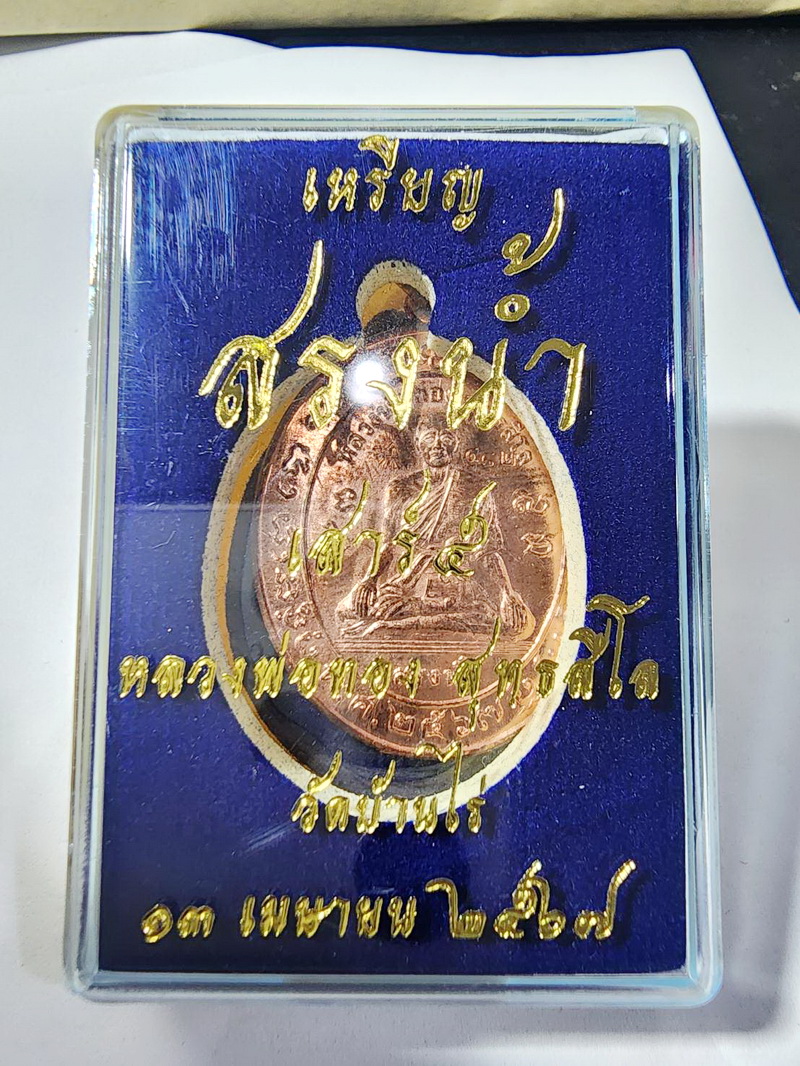 เหรียญ
สรงน้ำ
เสาร์ ๕
หลวงพ่อทอง สุทธสีโล
วัดบ้านไร่
๑๓ เมษายน ๒๕๖๗